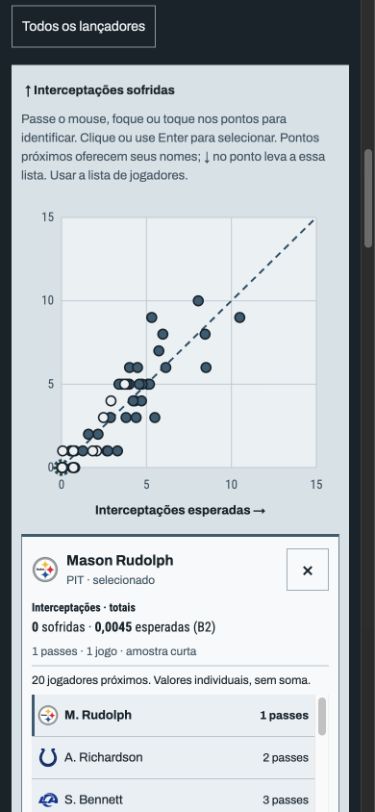 Todos os lançadores
↑ Interceptações sofridas
Passe o mouse, foque ou toque nos pontos para
identificar. Clique ou use Enter para selecionar. Pontos
próximos oferecem seus nomes; ↓ no ponto leva a essa
lista. Usar a lista de jogadores.
15
10
5
0
0 5 10 15
Interceptações esperadas →
Mason Rudolph
PIT · selecionado
×
Interceptações · totais
0 sofridas · 0,0045 esperadas (B2)
1 passes · 1 jogo · amostra curta
20 jogadores próximos. Valores individuais, sem soma.
M. Rudolph 1 passes
A. Richardson 2 passes
S. Bennett 3 passes